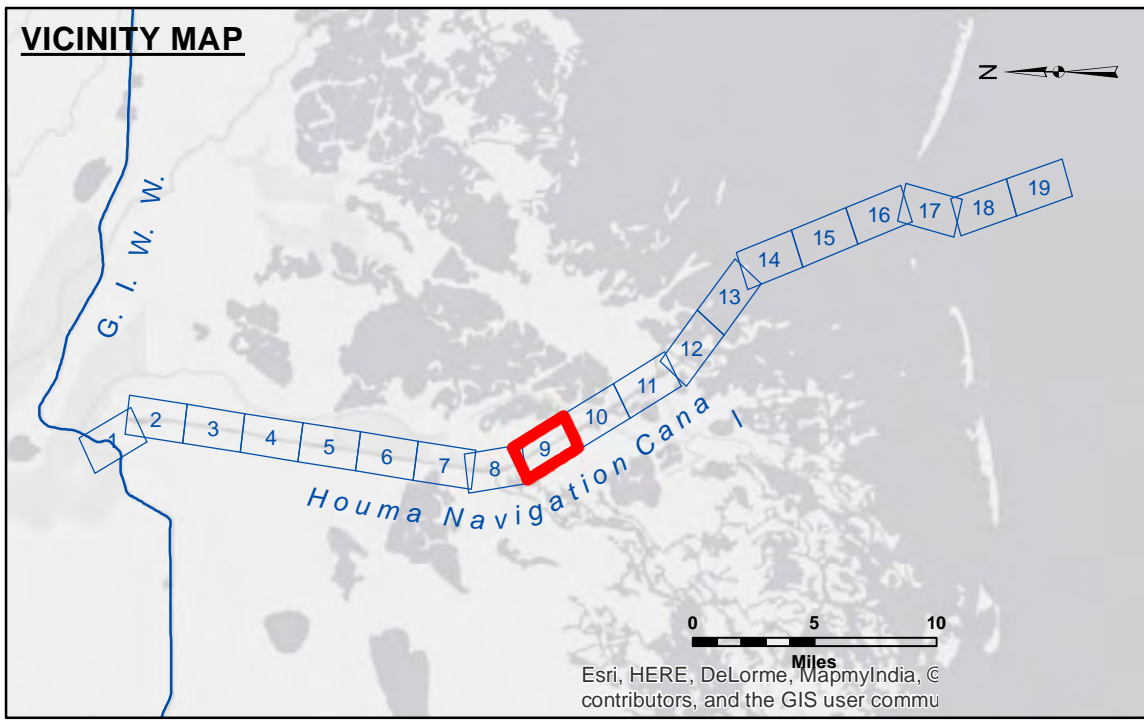 VICINITY MAP
N
G. I. W. W.
1
2
3
4
5
6
7
8
9
10
11
12
13
14
15
16
17
18
19
Houma Navigation Canal
0 5 10
Miles
Esri, HERE, DeLorme, MapmyIndia, ©
contributors, and the GIS user commu